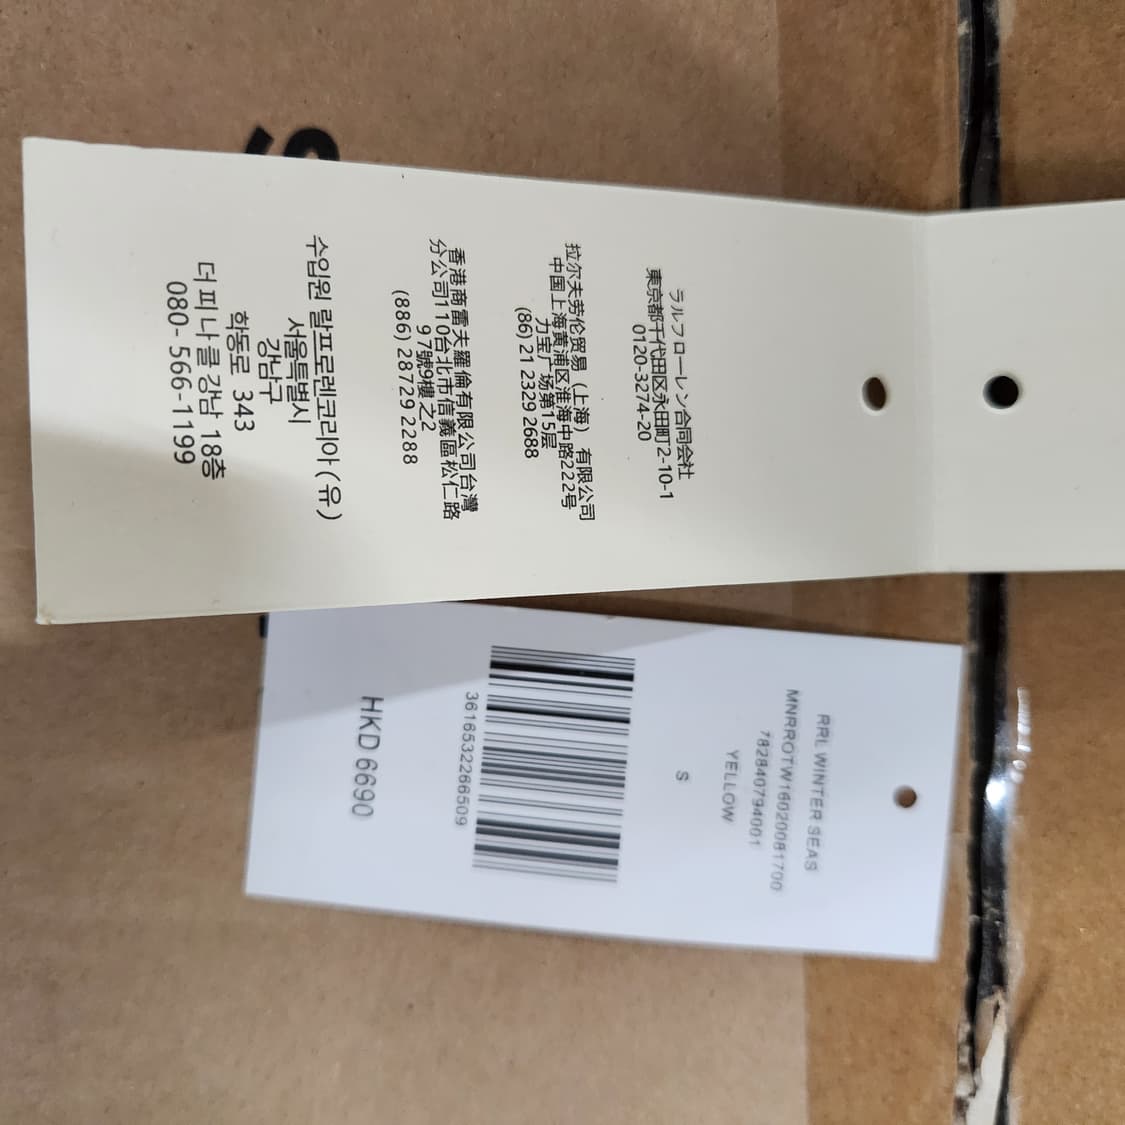 ラルフローレン合同会社
東京都千代田区永田町2-10-1
0120-3274-20
拉尔夫劳伦贸易（上海）有限公司
中国上海黄浦区淮海中路222号
力宝广场第15层
(86) 21 2329 2688
香港商雷夫羅倫有限公司台灣
分公司110台北市信義區松仁路
97號9樓之2
(886) 28729 2288
수입원 랄프로렌코리아(유)
서울특별시
강남구
학동로 343
더피나클강남 18층
080- 566-1199
RRL WINTER SEAS
MNRROTW16020081700
782840794001
YELLOW
S
3616532266509
HKD 6690